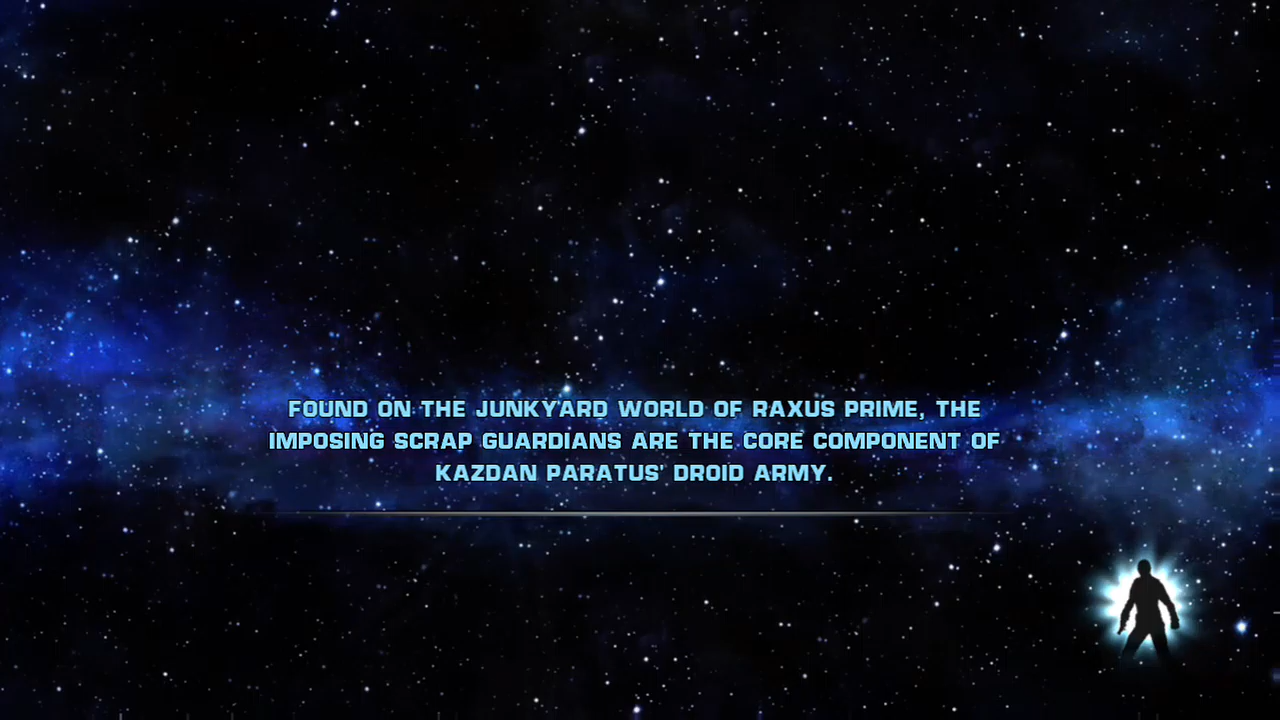 FOUND ON THE JUNKYARD WORLD OF RAXUS PRIME, THE
IMPOSING SCRAP GUARDIANS ARE THE CORE COMPONENT OF
KAZDAN PARATUS' DROID ARMY.